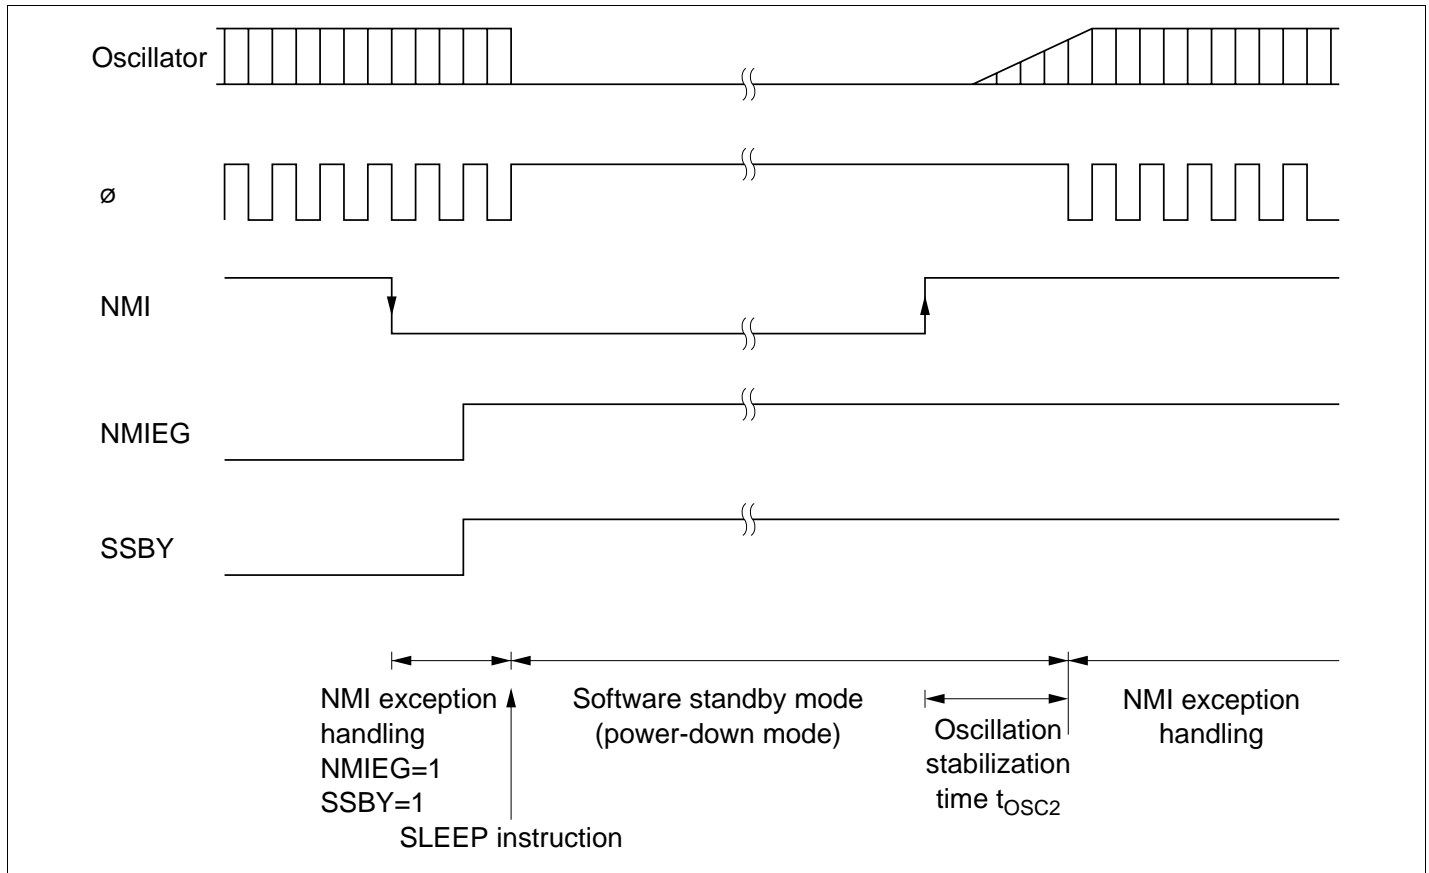 Oscillator
ø
NMI
NMIEG
SSBY
NMI exception
handling
NMIEG=1
SSBY=1
SLEEP instruction
Software standby mode
(power-down mode)
Oscillation
stabilization
time tOSC2
NMI exception
handling